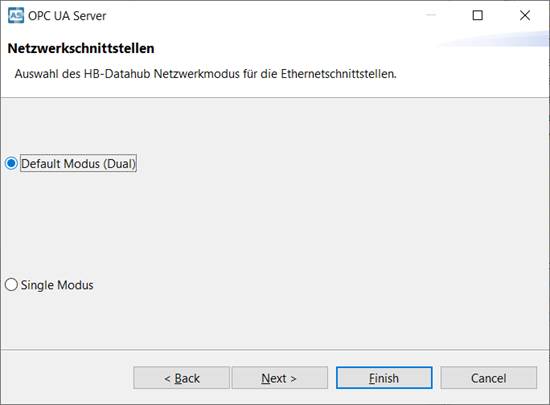 OPC UA Server
Netzwerkschnittstellen
Auswahl des HB-Datahub Netzwerkmodus für die Ethernetschnittstellen.
Default Modus (Dual)
Single Modus
< Back Next > Finish Cancel